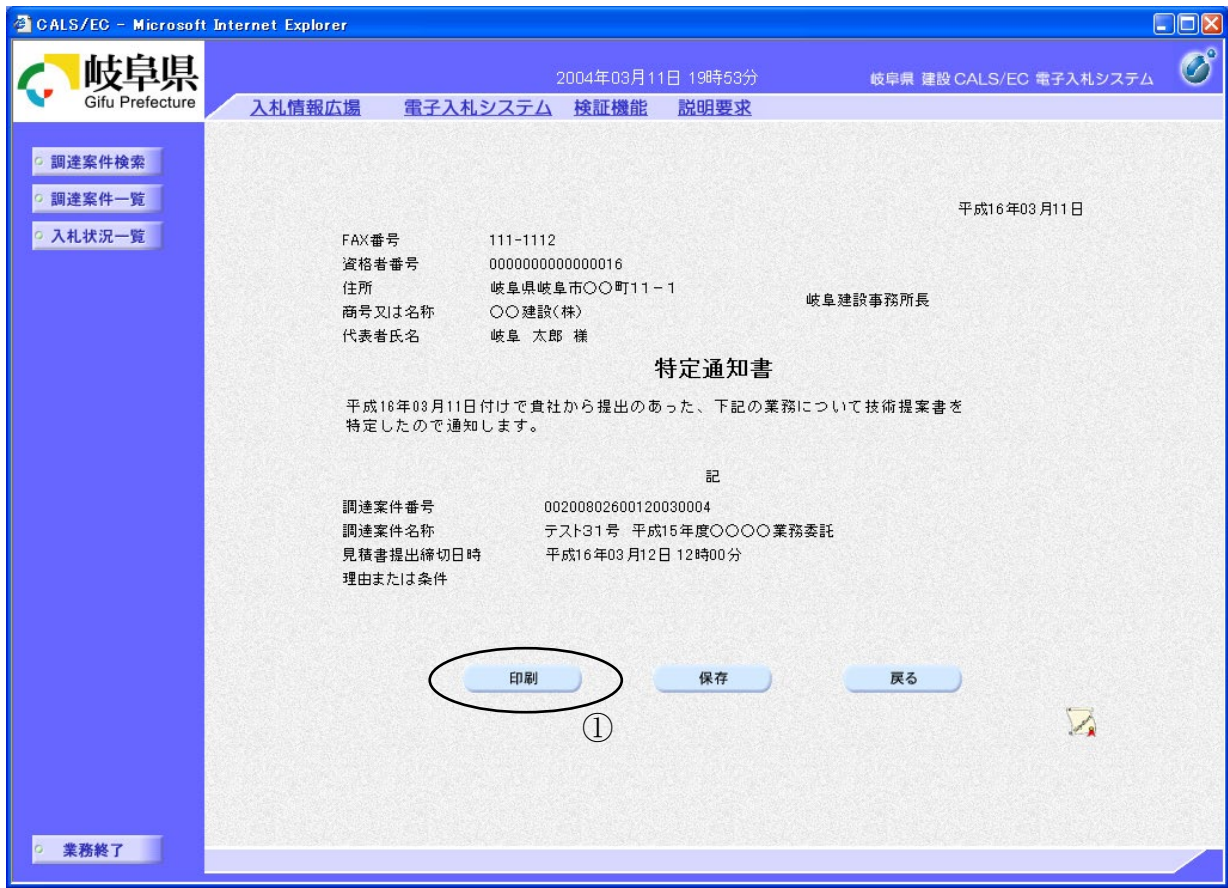 CALS/EC - Microsoft Internet Explorer
岐阜県
Gifu Prefecture
2004年03月11日 19時53分
岐阜県 建設CALS/EC 電子入札システム
入札情報広場 電子入札システム 検証機能 説明要求
調達案件検索
調達案件一覧
入札状況一覧
平成16年03月11日
FAX番号 111-1112
資格者番号 0000000000000016
住所 岐阜県岐阜市〇〇町11-1
岐阜建設事務所長
商号又は名称 〇〇建設(株)
代表者氏名 岐阜 太郎 様
特定通知書
平成16年03月11日付けで貴社から提出のあった、下記の業務について技術提案書を
特定したので通知します。
記
調達案件番号 00200802600120030004
調達案件名称 テスト31号 平成15年度〇〇〇〇業務委託
見積書提出締切日時 平成16年03月12日 12時00分
理由または条件
印刷 保存 戻る
①
業務終了